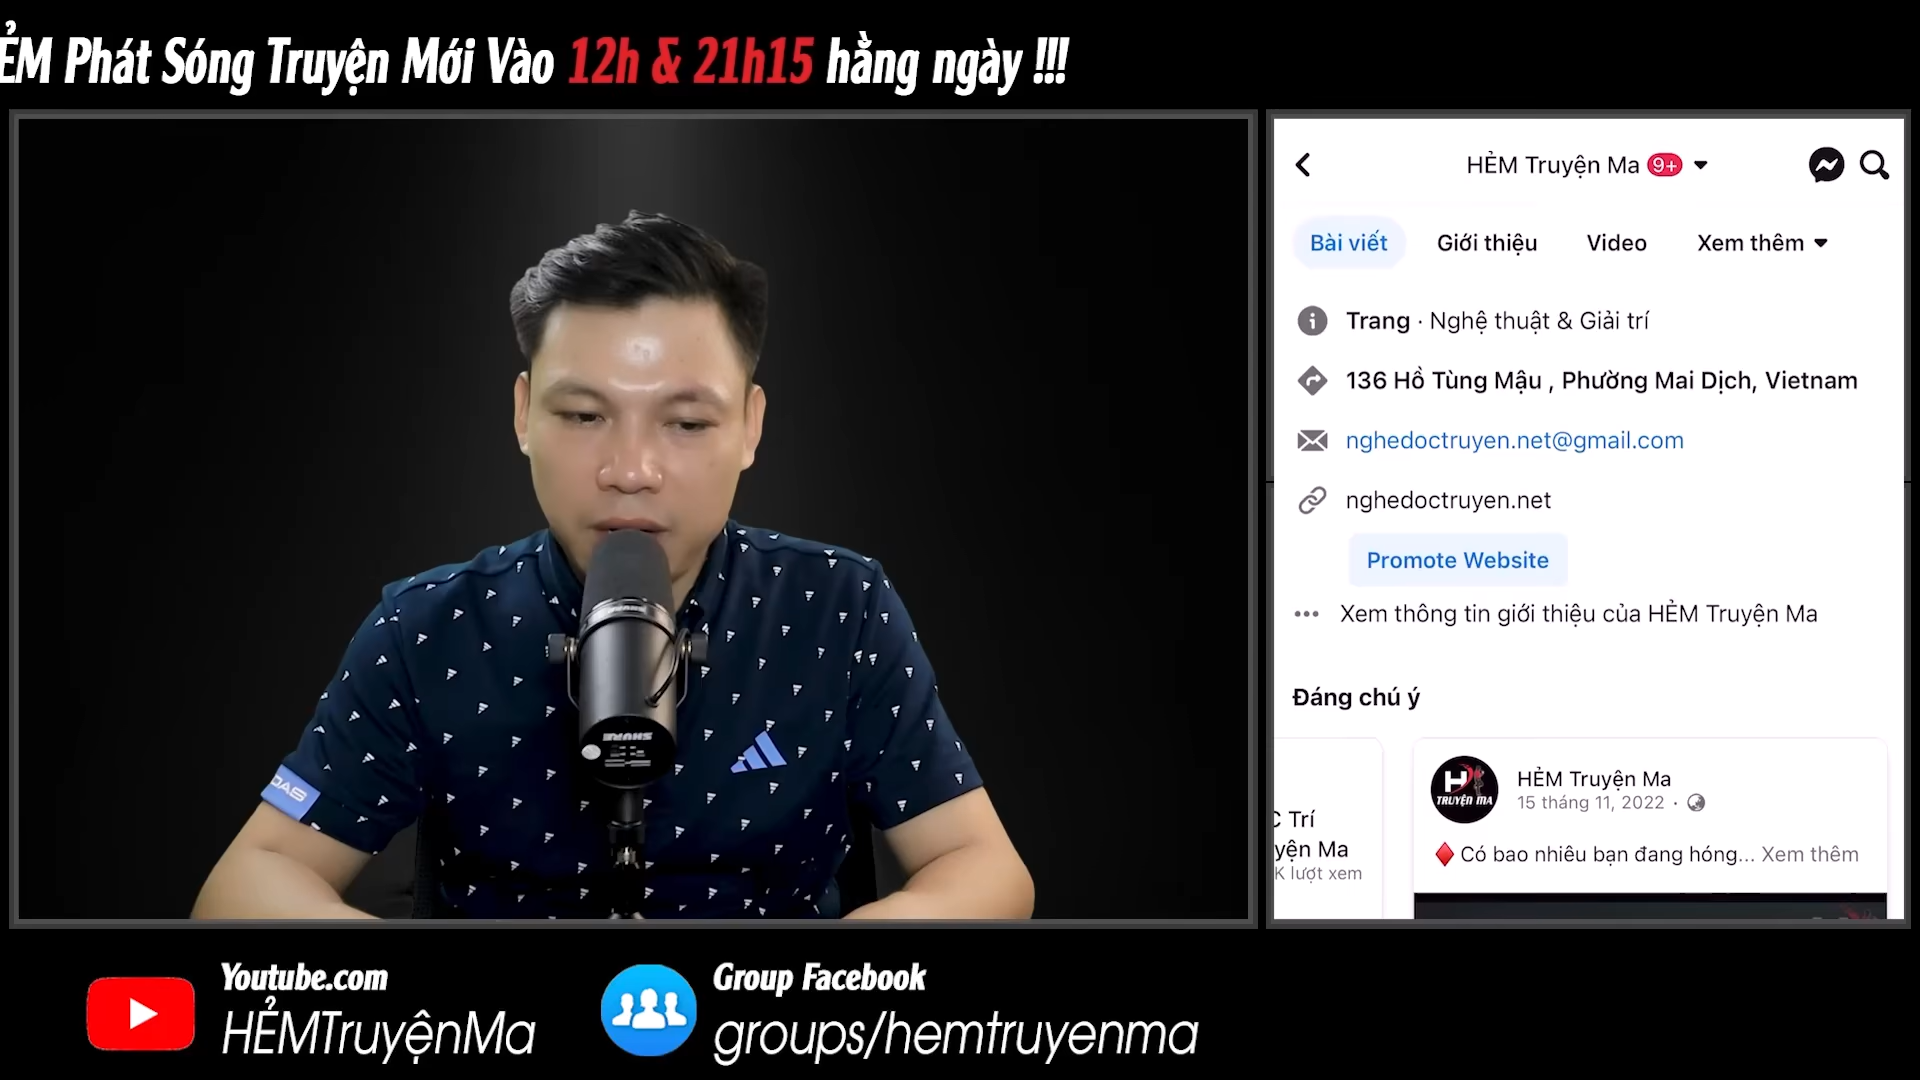 ẺM Phát Sóng Truyện Mới Vào 12h & 21h15 hằng ngày !!!
HẺM Truyện Ma 9+
Bài viết Giới thiệu Video Xem thêm
Trang · Nghệ thuật & Giải trí
136 Hồ Tùng Mậu , Phường Mai Dịch, Vietnam
nghedoctruyen.net@gmail.com
nghedoctruyen.net
Promote Website
Xem thông tin giới thiệu của HẺM Truyện Ma
Đáng chú ý
C Trí
yện Ma
K lượt xem
H
TRUYỆN MA
HẺM Truyện Ma
15 tháng 11, 2022 ·
Có bao nhiêu bạn đang hóng... Xem thêm
DAS
SHURE
Youtube.com
HẺMTruyệnMa
Group Facebook
groups/hemtruyenma